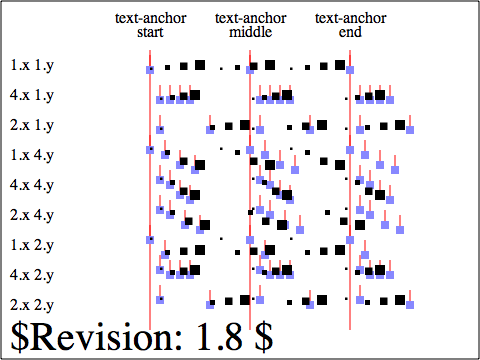 text-anchor text-anchor text-anchor
start middle end
1.x 1.y
4.x 1.y
2.x 1.y
1.x 4.y
4.x 4.y
2.x 4.y
1.x 2.y
4.x 2.y
2.x 2.y
$Revision: 1.8 $